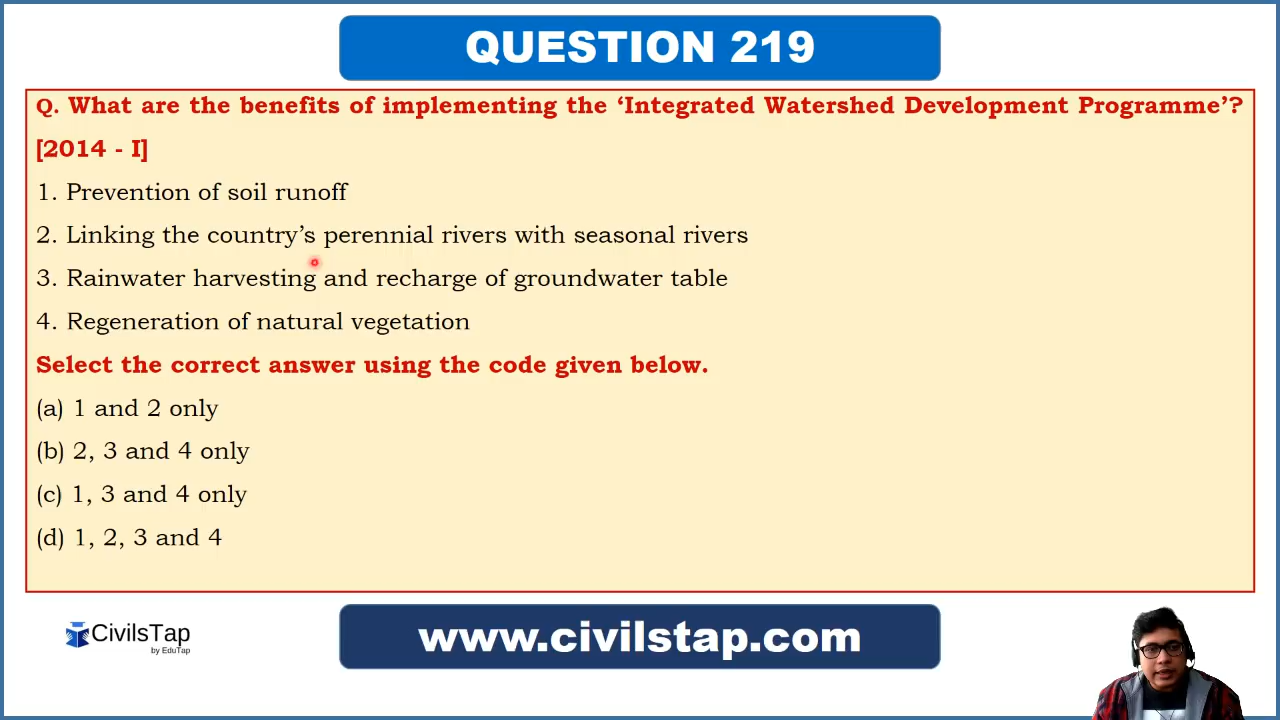 QUESTION 219
Q. What are the benefits of implementing the ‘Integrated Watershed Development Programme’?
[2014 - I]
1. Prevention of soil runoff
2. Linking the country’s perennial rivers with seasonal rivers
3. Rainwater harvesting and recharge of groundwater table
4. Regeneration of natural vegetation
Select the correct answer using the code given below.
(a) 1 and 2 only
(b) 2, 3 and 4 only
(c) 1, 3 and 4 only
(d) 1, 2, 3 and 4
CivilsTap
by EduTap
www.civilstap.com